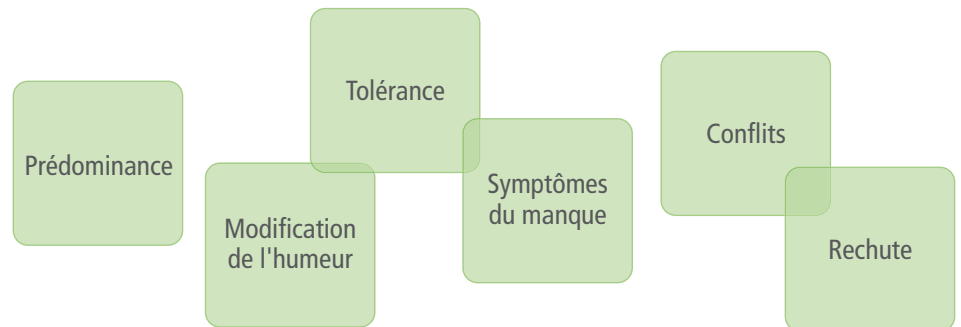 Prédominance
Modification
de l'humeur
Tolérance
Symptômes
du manque
Conflits
Rechute